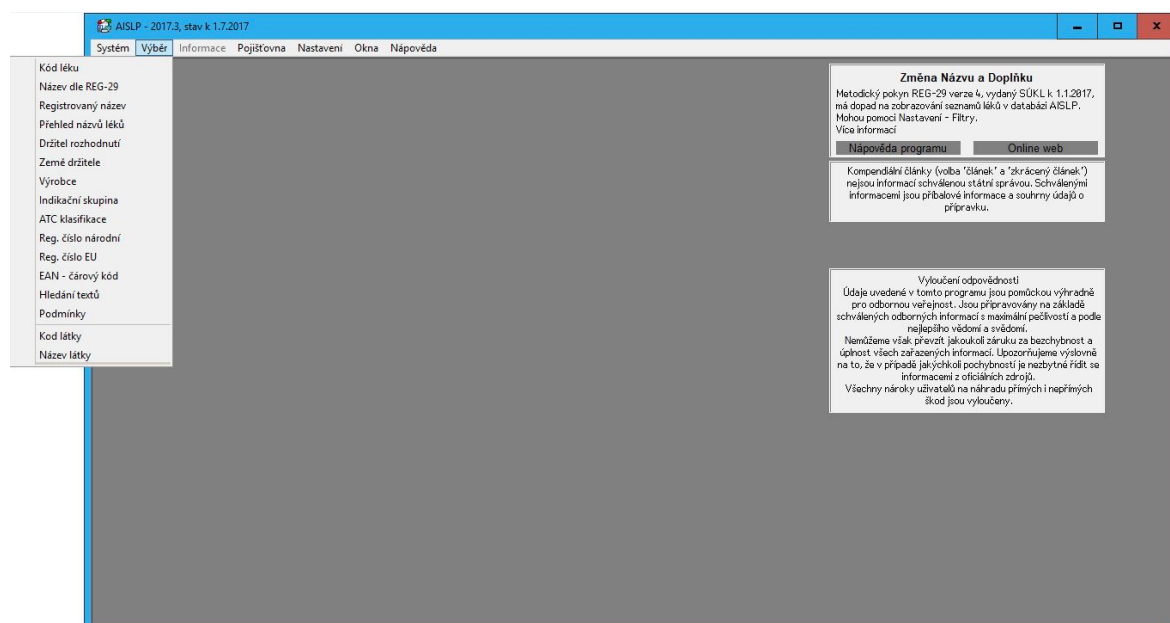 AISLP - 2017.3, stav k 1.7.2017
Systém Výběr Informace Pojišťovna Nastavení Okna Nápověda
Kód léku
Název dle REG-29
Registrovaný název
Přehled názvů léků
Držitel rozhodnutí
Země držitele
Výrobce
Indikační skupina
ATC klasifikace
Reg. číslo národní
Reg. číslo EU
EAN - čárový kód
Hledání textů
Podmínky
Kod látky
Název látky
Změna Názvu a Doplňku
Metodický pokyn REG-29 verze 4, vydaný SÚKL k 1.1.2017,
má dopad na zobrazování seznamů léků v databázi AISLP.
Mohou pomoci Nastavení - Filtry.
Více informací
Nápověda programu Online web
Kompendiální články (volba 'článek' a 'zkrácený článek')
nejsou informací schválenou státní správou. Schválenými
informacemi jsou příbalové informace a souhrny údajů o
přípravku.
Vyloučení odpovědnosti
Údaje uvedené v tomto programu jsou pomůckou výhradně
pro odbornou veřejnost. Jsou připravovány na základě
schválených odborných informací s maximální pečlivostí a podle
nejlepšího vědomí a svědomí.
Nemůžeme však převzít jakoukoli záruku za bezchybnost a
úplnost všech zařazených informací. Upozorňujeme výslovně
na to, že v případě jakýchkoli pochybností je nezbytné řídit se
informacemi z oficiálních zdrojů.
Všechny nároky uživatelů na náhradu přímých i nepřímých
škod jsou vyloučeny.